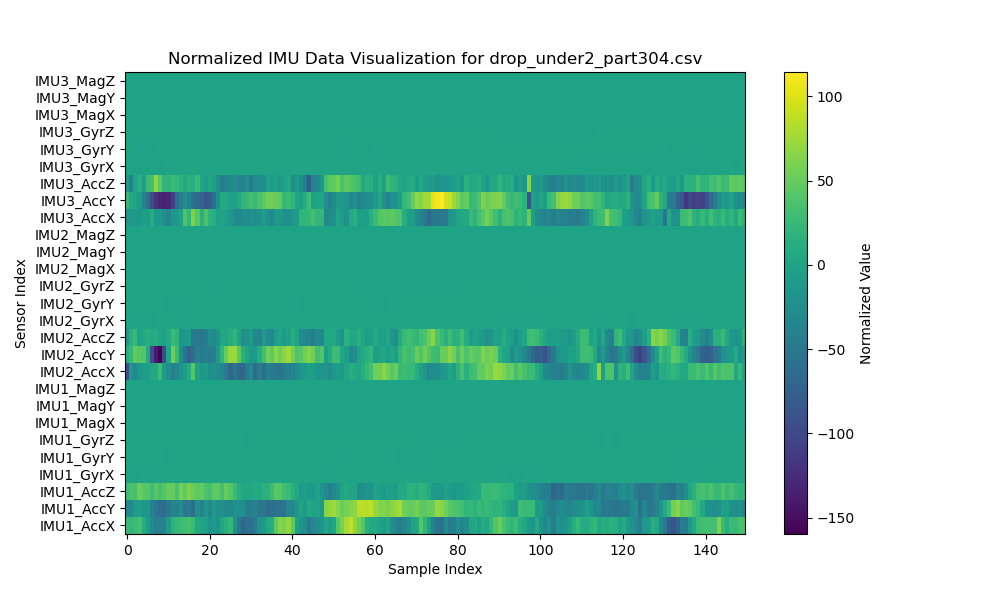 Normalized IMU Data Visualization for drop_under2_part304.csv
IMU3_MagZ
IMU3_MagY
IMU3_MagX
IMU3_GyrZ
IMU3_GyrY
IMU3_GyrX
IMU3_AccZ
IMU3_AccY
IMU3_AccX
IMU2_MagZ
IMU2_MagY
IMU2_MagX
IMU2_GyrZ
IMU2_GyrY
IMU2_GyrX
IMU2_AccZ
IMU2_AccY
IMU2_AccX
IMU1_MagZ
IMU1_MagY
IMU1_MagX
IMU1_GyrZ
IMU1_GyrY
IMU1_GyrX
IMU1_AccZ
IMU1_AccY
IMU1_AccX
Sensor Index
0 20 40 60 80 100 120 140
Sample Index
100
50
0
−50
−100
−150
Normalized Value